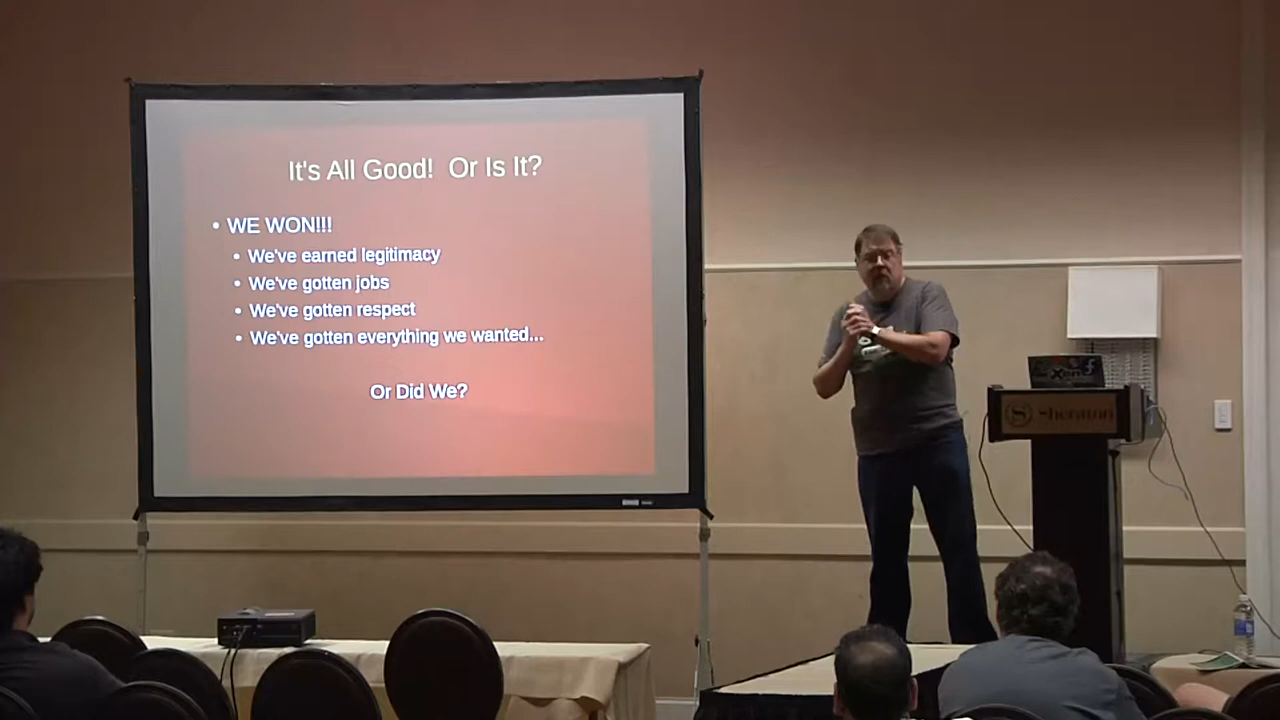 It's All Good! Or Is It?
• WE WON!!!
• We've earned legitimacy
• We've gotten jobs
• We've gotten respect
• We've gotten everything we wanted...
Or Did We?
Xen
S Sheraton